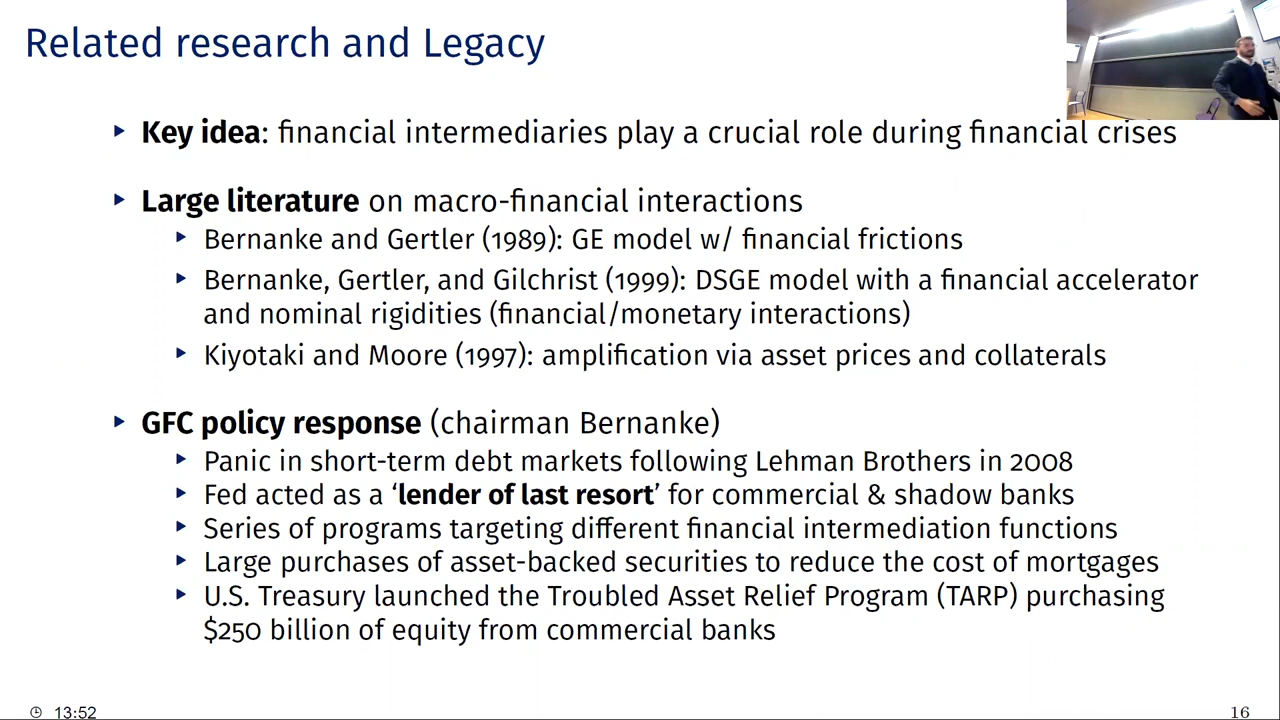 Related research and Legacy
▸ Key idea: financial intermediaries play a crucial role during financial crises
▸ Large literature on macro-financial interactions
▸ Bernanke and Gertler (1989): GE model w/ financial frictions
▸ Bernanke, Gertler, and Gilchrist (1999): DSGE model with a financial accelerator
and nominal rigidities (financial/monetary interactions)
▸ Kiyotaki and Moore (1997): amplification via asset prices and collaterals
▸ GFC policy response (chairman Bernanke)
▸ Panic in short-term debt markets following Lehman Brothers in 2008
▸ Fed acted as a ‘lender of last resort’ for commercial & shadow banks
▸ Series of programs targeting different financial intermediation functions
▸ Large purchases of asset-backed securities to reduce the cost of mortgages
▸ U.S. Treasury launched the Troubled Asset Relief Program (TARP) purchasing
$250 billion of equity from commercial banks
13:52
16